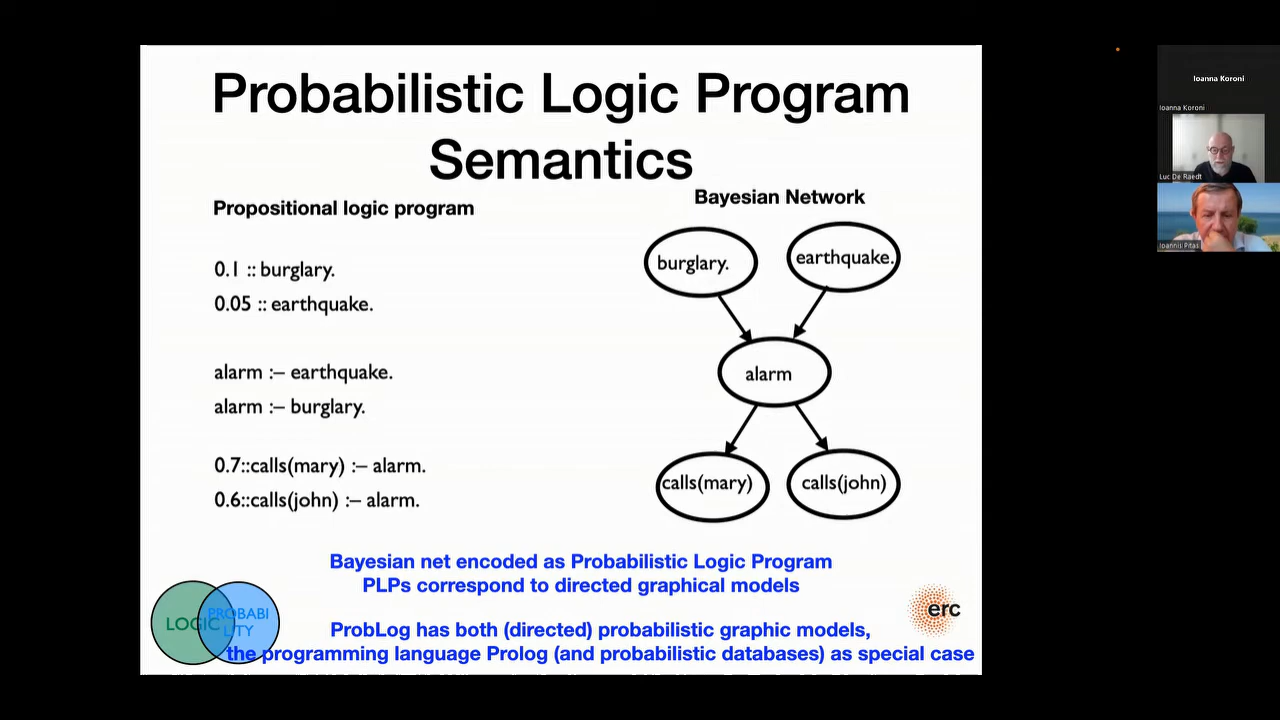 Probabilistic Logic Program
Semantics
Propositional logic program
0.1 :: burglary.
0.05 :: earthquake.
alarm :– earthquake.
alarm :– burglary.
0.7::calls(mary) :– alarm.
0.6::calls(john) :– alarm.
Bayesian Network
burglary.
earthquake.
alarm
calls(mary)
calls(john)
Bayesian net encoded as Probabilistic Logic Program
PLPs correspond to directed graphical models
ProbLog has both (directed) probabilistic graphic models,
the programming language Prolog (and probabilistic databases) as special case
LOGIC
PROBABI
LITY
erc
Ioanna Koroni
Ioanna Koroni
Luc De Raedt
Ioannis Pitas